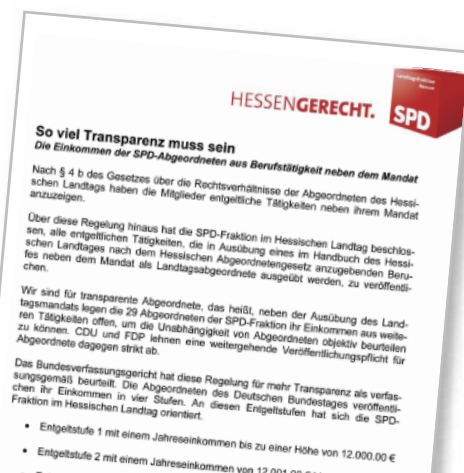 Landtagsfraktion
Hessen
HESSENGERECHT.
SPD
So viel Transparenz muss sein
Die Einkommen der SPD-Abgeordneten aus Berufstätigkeit neben dem Mandat
Nach § 4 b des Gesetzes über die Rechtsverhältnisse der Abgeordneten des Hessi-
schen Landtags haben die Mitglieder entgeltliche Tätigkeiten neben ihrem Mandat
anzuzeigen.
Über diese Regelung hinaus hat die SPD-Fraktion im Hessischen Landtag beschlos-
sen, alle entgeltlichen Tätigkeiten, die in Ausübung eines im Handbuch des Hessi-
schen Landtages nach dem Hessischen Abgeordnetengesetz anzugebenden Beru-
fes neben dem Mandat als Landtagsabgeordnete ausgeübt werden, zu veröffentli-
chen.
Wir sind für transparente Abgeordnete, das heißt, neben der Ausübung des Land-
tagsmandats legen die 29 Abgeordneten der SPD-Fraktion ihr Einkommen aus weite-
ren Tätigkeiten offen, um die Unabhängigkeit von Abgeordneten objektiv beurteilen
zu können. CDU und FDP lehnen eine weitergehende Veröffentlichungspflicht für
Abgeordnete dagegen strikt ab.
Das Bundesverfassungsgericht hat diese Regelung für mehr Transparenz als verfas-
sungsgemäß beurteilt. Die Abgeordneten des Deutschen Bundestages veröffentli-
chen ihr Einkommen in vier Stufen. An diesen Entgeltstufen hat sich die SPD-
Fraktion im Hessischen Landtag orientiert.
• Entgeltstufe 1 mit einem Jahreseinkommen bis zu einer Höhe von 12.000.00 €
• Entgeltstufe 2 mit einem Jahreseinkommen von 12.001.00